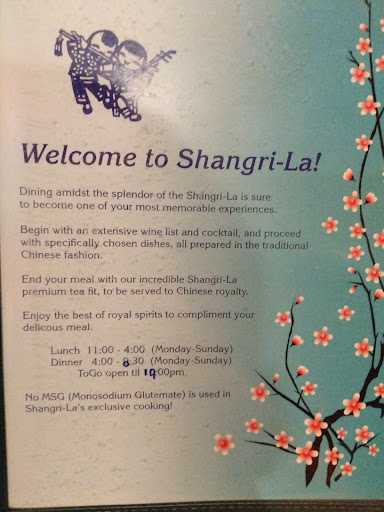 Welcome to Shangri-La!
Dining amidst the splendor of the Shangri-La is sure
to become one of your most memorable experiences.
Begin with an extensive wine list and cocktail, and proceed
with specifically chosen dishes, all prepared in the traditional
Chinese fashion.
End your meal with our incredible Shangri-La
premium tea fit, to be served to Chinese royalty.
Enjoy the best of royal spirits to compliment your
delicous meal.
Lunch 11:00 - 4:00 (Monday-Sunday)
Dinner 4:00 - 8:30 (Monday-Sunday)
ToGo open til 10:00pm.
No MSG (Monosodium Glutemate) is used in
Shangri-La's exclusive cooking!